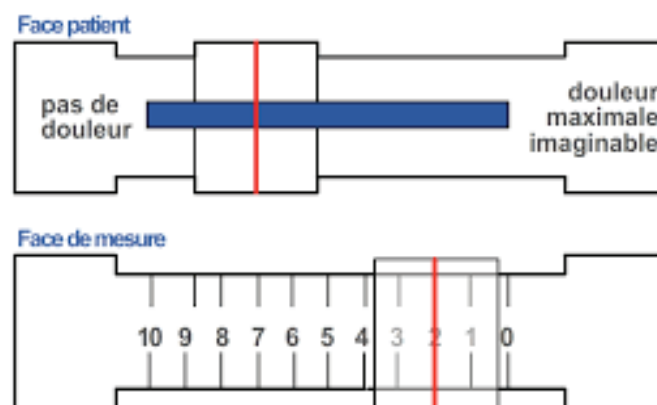 Face patient
pas de
douleur
douleur
maximale
imaginable
Face de mesure
10 9 8 7 6 5 4 3 2 1 0